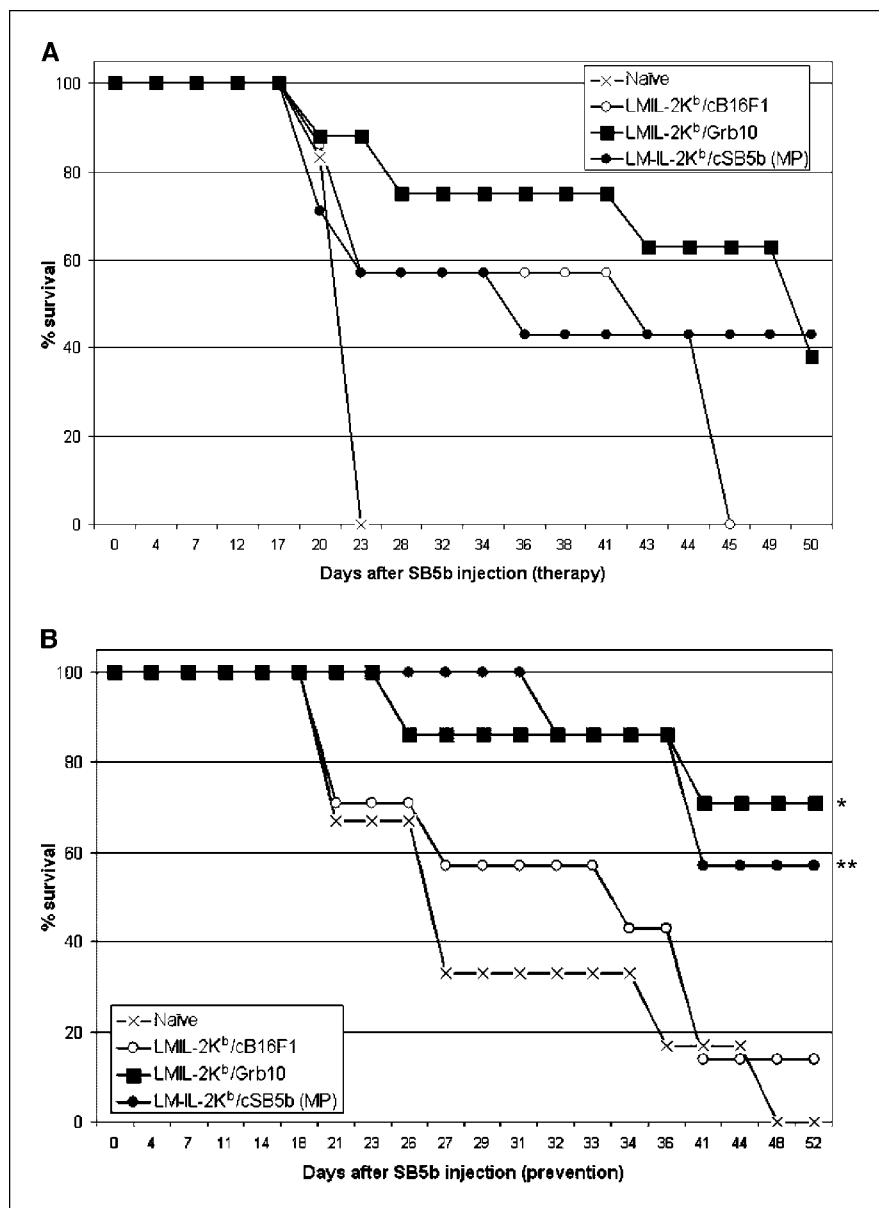 A
Naïve
LMIL-2Kᵇ/cB16F1
LMIL-2Kᵇ/Grb10
LM-IL-2Kᵇ/cSB5b (MP)
% survival
100
80
60
40
20
0
0 4 7 12 17 20 23 28 32 34 36 38 41 43 44 45 49 50
Days after SB5b injection (therapy)
B
% survival
100
80
60
40
20
0
*
**
Naïve
LMIL-2Kᵇ/cB16F1
LMIL-2Kᵇ/Grb10
LM-IL-2Kᵇ/cSB5b (MP)
0 4 7 11 14 18 21 23 26 27 29 31 32 33 34 36 41 44 48 52
Days after SB5b injection (prevention)